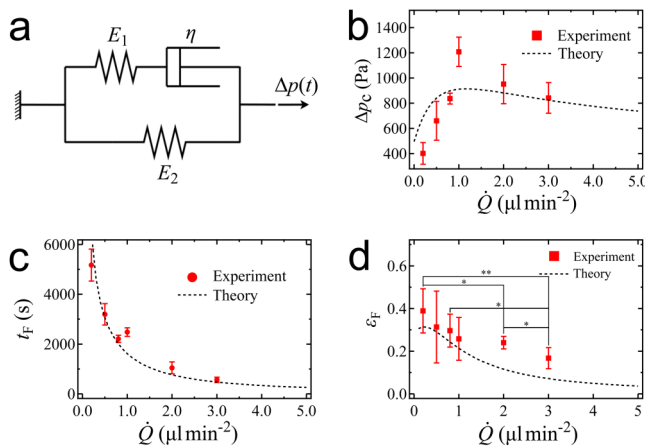 a
E₁
η
Δp(t)
E₂
b
Experiment
Theory
Δp_c (Pa)
1400
1200
1000
800
600
400
0.0
1.0
2.0
3.0
4.0
5.0
Q̇ (µl min⁻²)
c
Experiment
Theory
t_F (s)
6000
4000
2000
0
0.0
1.0
2.0
3.0
4.0
5.0
Q̇ (µl min⁻²)
d
Experiment
Theory
**
*
*
*
ε_F
0.6
0.4
0.2
0.0
0
1
2
3
4
5
Q̇ (µl min⁻²)